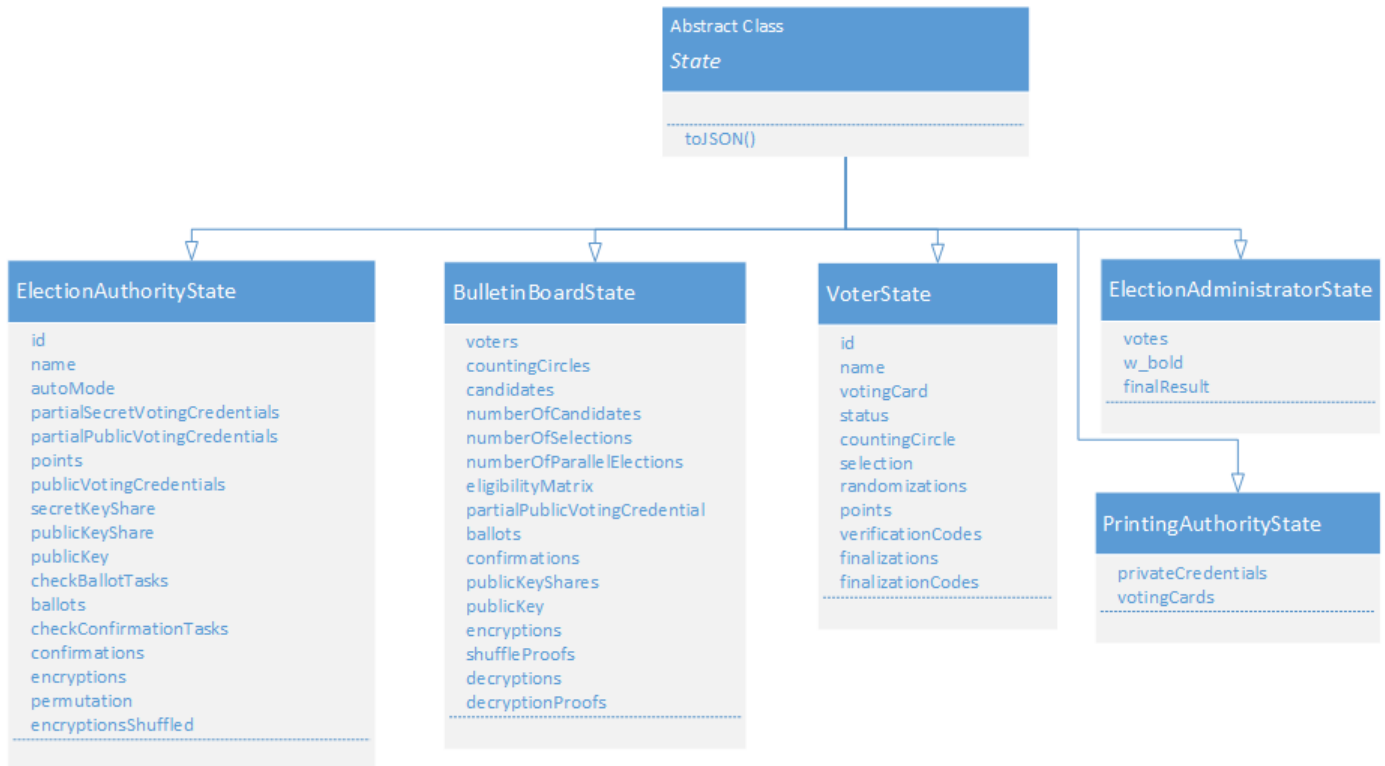 Abstract Class
State
toJSON()
ElectionAuthorityState
id
name
autoMode
partialSecretVotingCredentials
partialPublicVotingCredentials
points
publicVotingCredentials
secretKeyShare
publicKeyShare
publicKey
checkBallotTasks
ballots
checkConfirmationTasks
confirmations
encryptions
permutation
encryptionsShuffled
BulletinBoardState
voters
countingCircles
candidates
numberOfCandidates
numberOfSelections
numberOfParallelElections
eligibilityMatrix
partialPublicVotingCredential
ballots
confirmations
publicKeyShares
publicKey
encryptions
shuffleProofs
decryptions
decryptionProofs
VoterState
id
name
votingCard
status
countingCircle
selection
randomizations
points
verificationCodes
finalizations
finalizationCodes
ElectionAdministratorState
votes
w_bold
finalResult
PrintingAuthorityState
privateCredentials
votingCards